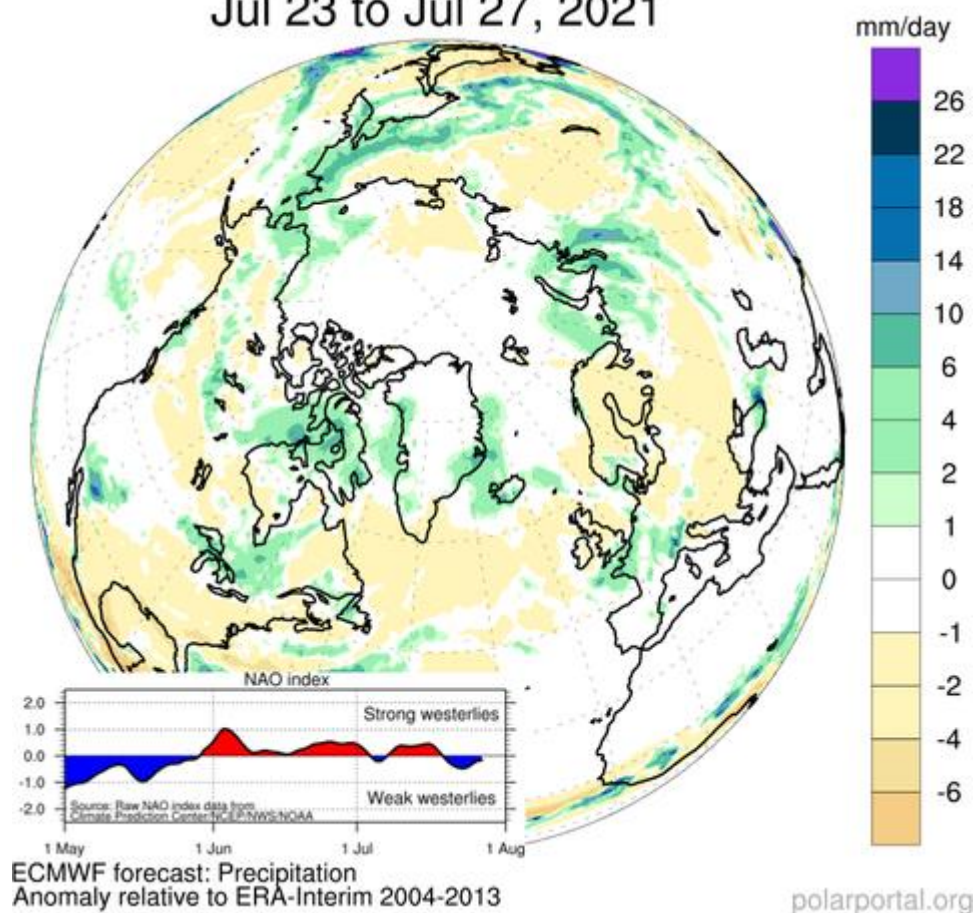 Jul 23 to Jul 27, 2021
mm/day
26
22
18
14
10
6
4
2
1
0
-1
-2
-4
-6
NAO index
2.0
1.0
0.0
-1.0
-2.0
Strong westerlies
Weak westerlies
Source: Raw NAO index data from
Climate Prediction Center/NCEP/NWS/NOAA
1 May
1 Jun
1 Jul
1 Aug
ECMWF forecast: Precipitation
Anomaly relative to ERA-Interim 2004-2013
polarportal.org